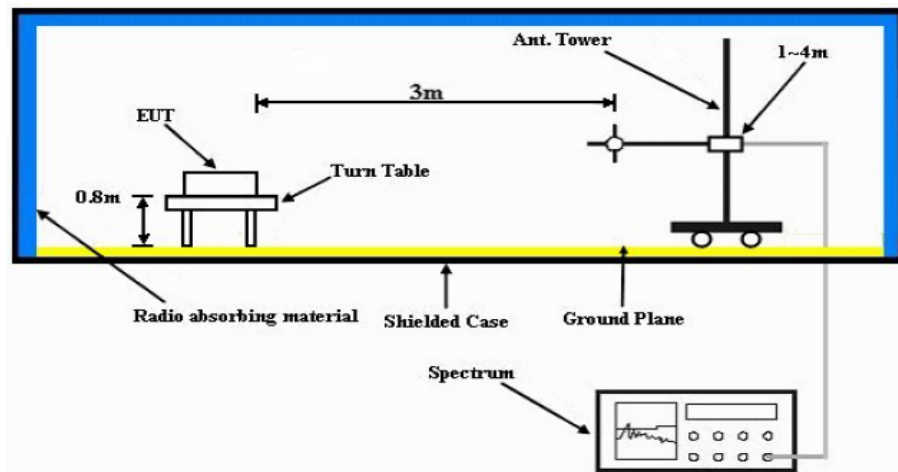 Ant. Tower
1~4m
3m
EUT
Turn Table
0.8m
Radio absorbing material
Shielded Case
Ground Plane
Spectrum